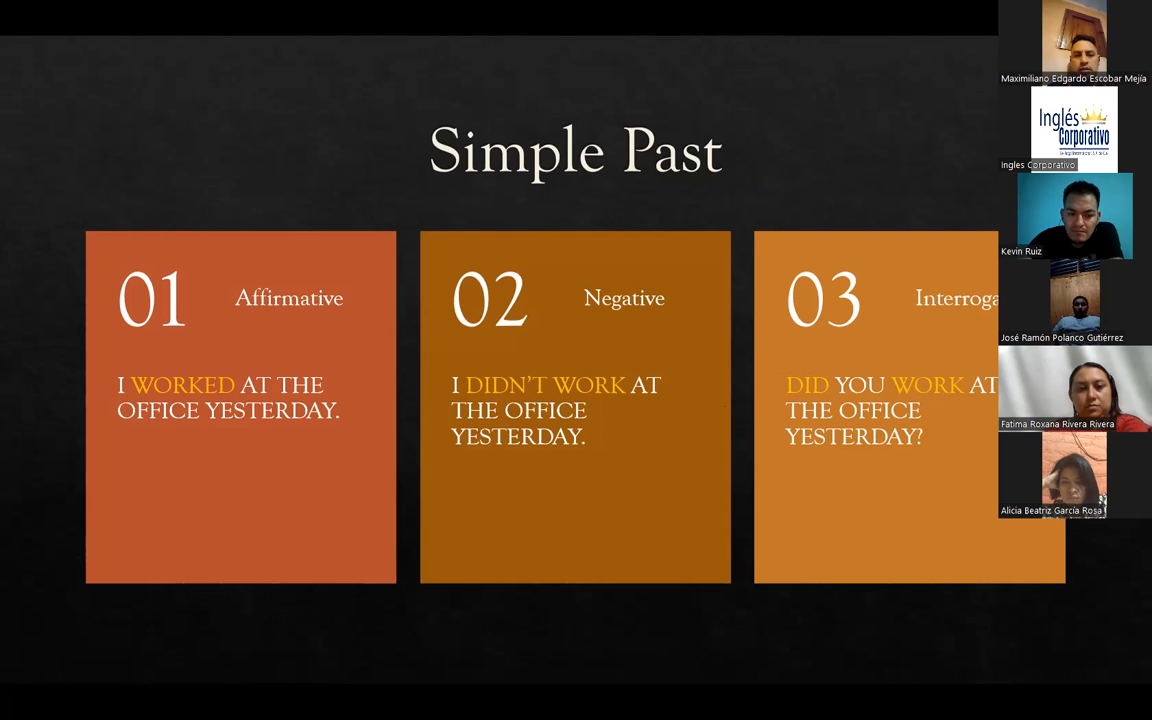 Simple Past
01
Affirmative
I WORKED AT THE
OFFICE YESTERDAY.
02
Negative
I DIDN'T WORK AT
THE OFFICE
YESTERDAY.
03
Interroga
DID YOU WORK AT
THE OFFICE
YESTERDAY?
Maximiliano Edgardo Escobar Mejía
Inglés
Corporativo
Ingles Corporativo
Kevin Ruiz
José Ramón Polanco Gutiérrez
Fatima Roxana Rivera Rivera
Alicia Beatriz García Rosa